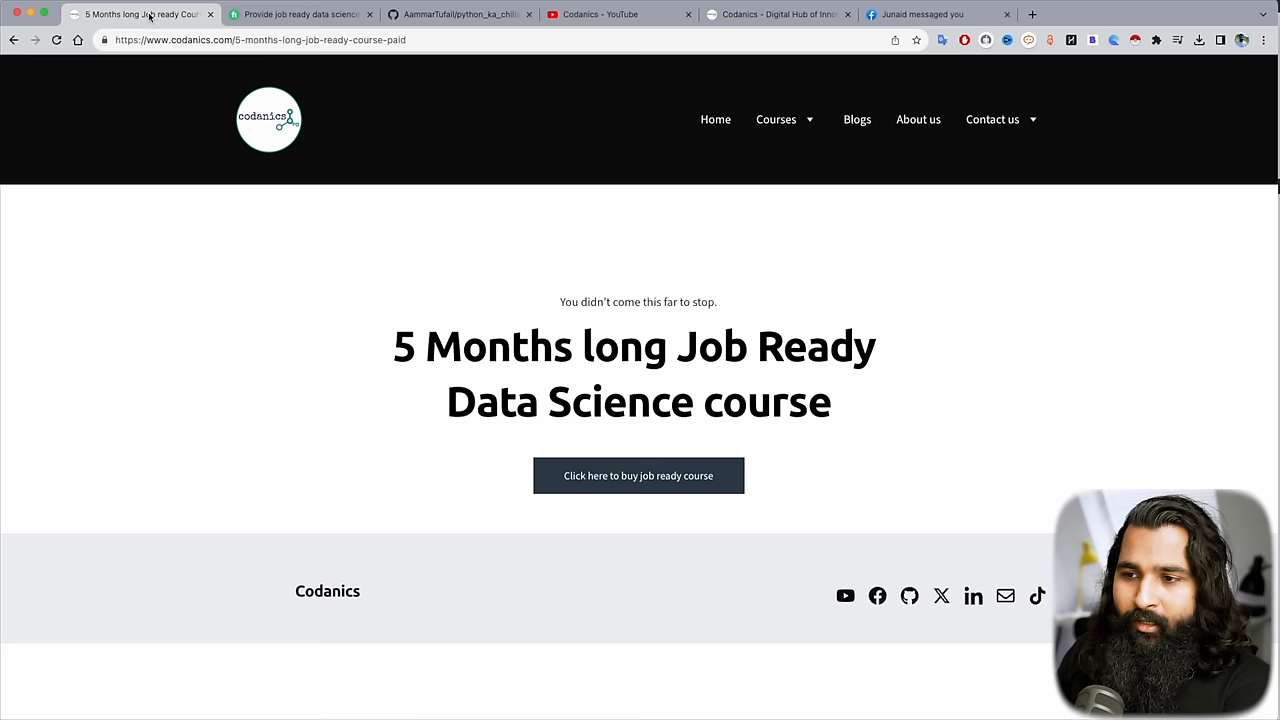 5 Months long Job ready Cour
Provide job ready data science
AammarTufail/python_ka_chilla
Codanics - YouTube
Codanics - Digital Hub of Inno
Junaid messaged you
https://www.codanics.com/5-months-long-job-ready-course-paid
codanics
Home
Courses
Blogs
About us
Contact us
You didn't come this far to stop.
5 Months long Job Ready
Data Science course
Click here to buy job ready course
Codanics